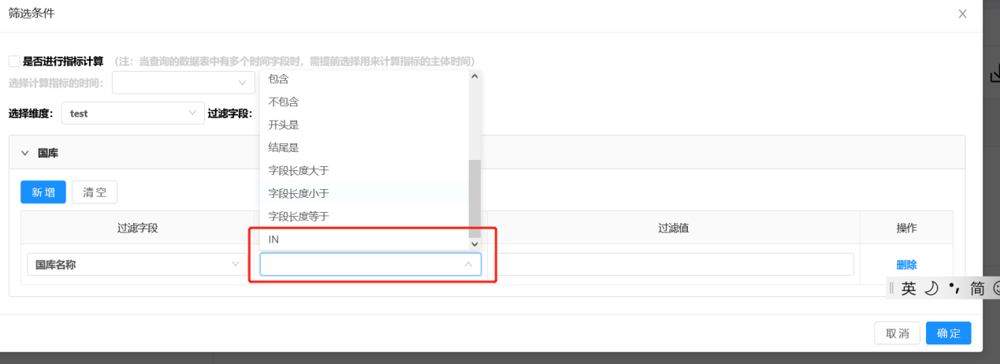 筛选条件
是否进行指标计算 (注：当查询的数据表中有多个时间字段时，需提前选择用来计算指标的主体时间)
选择计算指标的时间：
选择维度： test 过滤字段：
包含
不包含
开头是
结尾是
字段长度大于
字段长度小于
字段长度等于
IN
国库
新增 清空
过滤字段 过滤值 操作
国库名称 删除
英 简
取消 确定